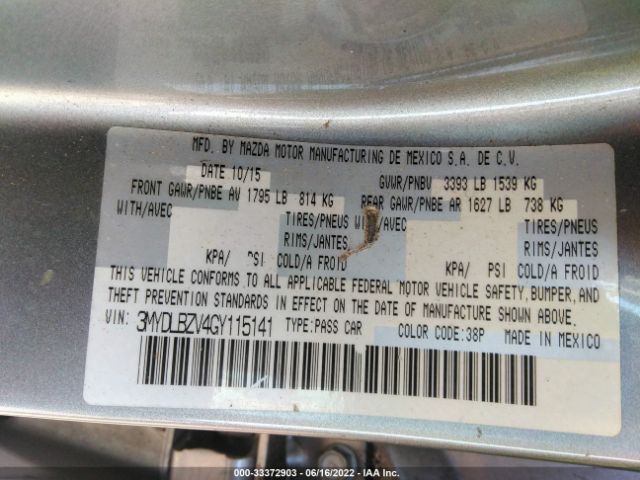 MFD. BY MAZDA MOTOR MANUFACTURING DE MEXICO S.A. DE C.V.
DATE 10/15 GVWR/PNBV 3393 LB 1539 KG
FRONT GAWR/PNBE AV 1795 LB 814 KG REAR GAWR/PNBE AR 1627 LB 738 KG
WITH/AVEC TIRES/PNEUS WITH/AVEC TIRES/PNEUS
RIMS/JANTES RIMS/JANTES
KPA/ PSI COLD/A FROID KPA/ PSI COLD/A FROID
THIS VEHICLE CONFORMS TO ALL APPLICABLE FEDERAL MOTOR VEHICLE SAFETY, BUMPER, AND
THEFT PREVENTION STANDARDS IN EFFECT ON THE DATE OF MANUFACTURE SHOWN ABOVE.
VIN: 3MYDLBZV4GY115141 TYPE: PASS CAR COLOR CODE: 38P MADE IN MEXICO
000-33372903 - 06/16/2022 - IAA Inc.